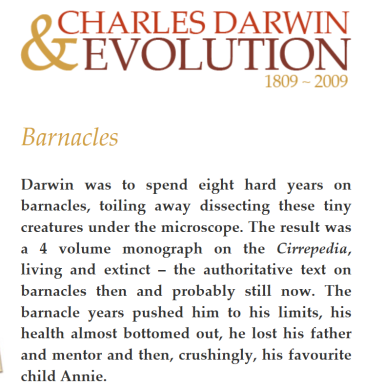 CHARLES DARWIN
& EVOLUTION
1809 ~ 2009
Barnacles
Darwin was to spend eight hard years on
barnacles, toiling away dissecting these tiny
creatures under the microscope. The result was
a 4 volume monograph on the Cirrepedia,
living and extinct – the authoritative text on
barnacles then and probably still now. The
barnacle years pushed him to his limits, his
health almost bottomed out, he lost his father
and mentor and then, crushingly, his favourite
child Annie.